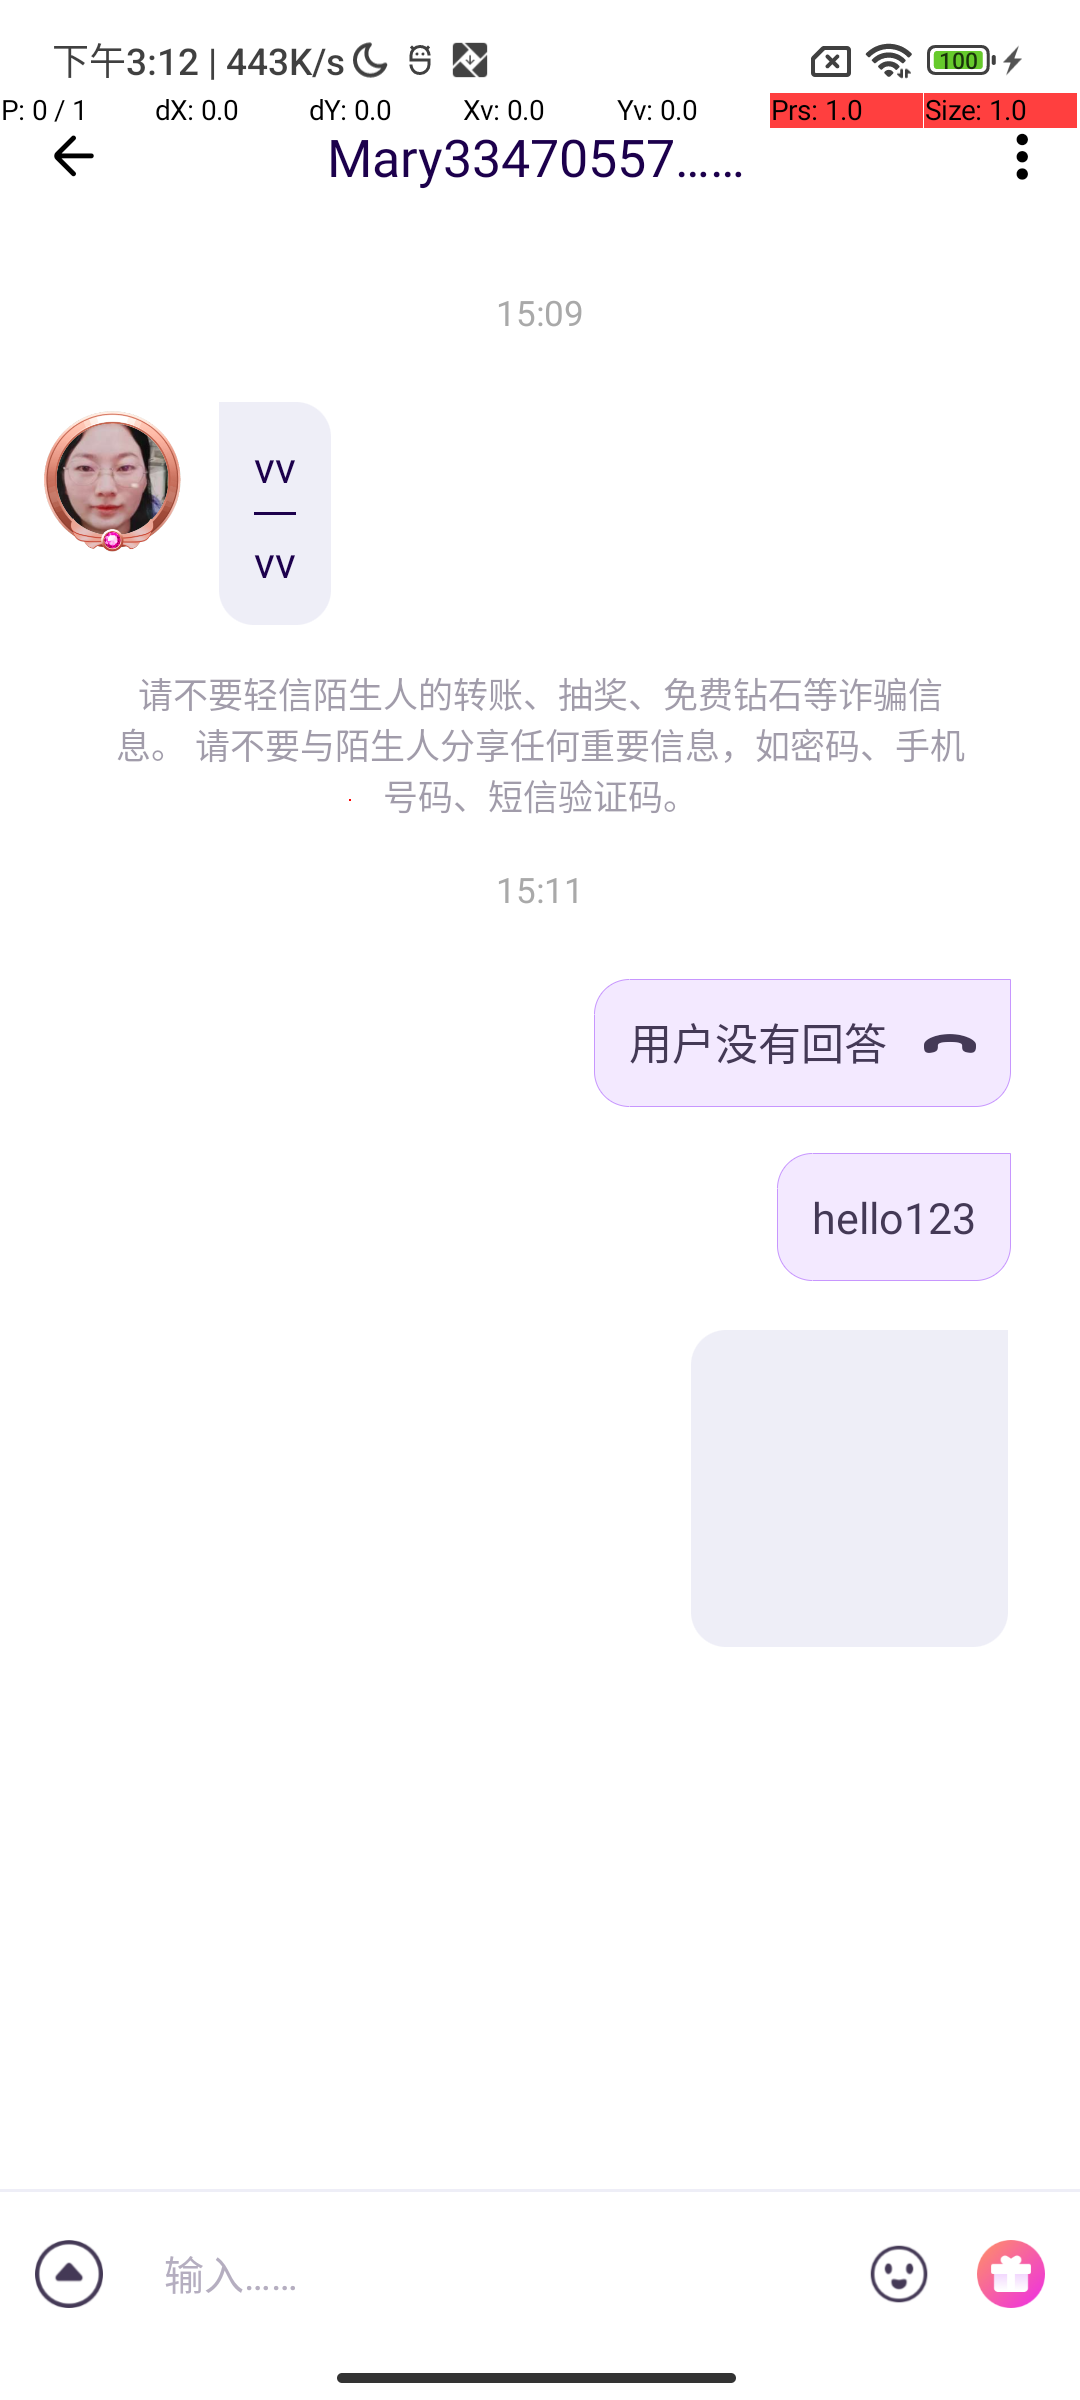 下午3:12 | 443K/s
100
P: 0 / 1 dX: 0.0 dY: 0.0 Xv: 0.0 Yv: 0.0 Prs: 1.0 Size: 1.0
Mary33470557......
15:09
vv
vv
请不要轻信陌生人的转账、抽奖、免费钻石等诈骗信
息。 请不要与陌生人分享任何重要信息，如密码、手机
号码、短信验证码。
15:11
用户没有回答
hello123
输入......